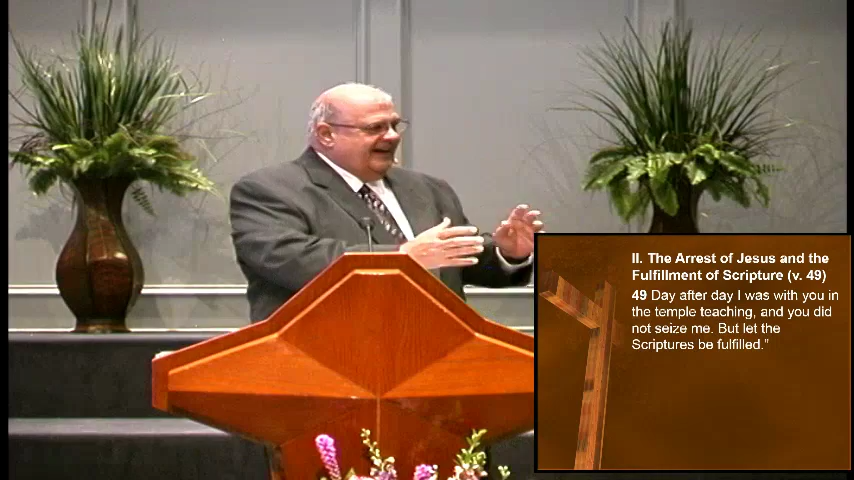 II. The Arrest of Jesus and the
Fulfillment of Scripture (v. 49)
49 Day after day I was with you in
the temple teaching, and you did
not seize me. But let the
Scriptures be fulfilled.”